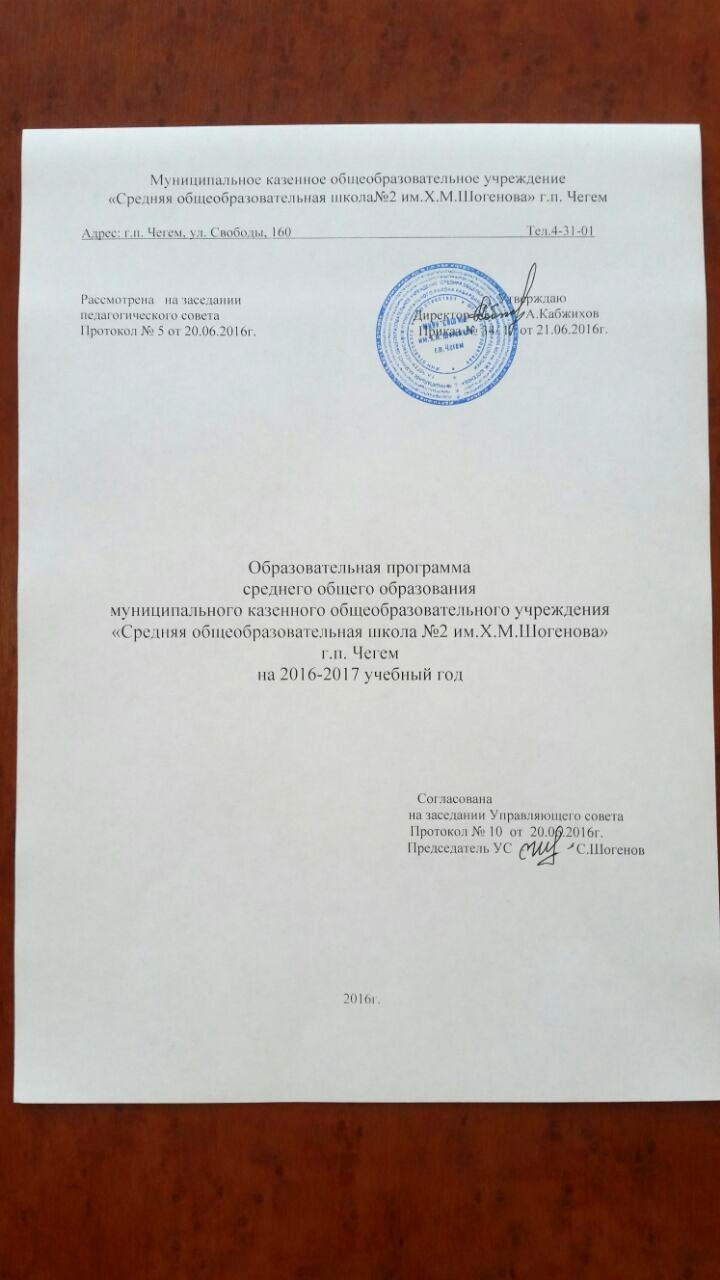 Муниципальное казенное общеобразовательное учреждение
«Средняя общеобразовательная школа№2 им.Х.М.Шогенова» г.п. Чегем
Адрес: г.п. Чегем, ул. Свободы, 160 Тел.4-31-01
Рассмотрена на заседании
педагогического совета
Протокол № 5 от 20.06.2016г.
Утверждаю
Директор А.Кабжихов
Приказ № от 21.06.2016г.
Образовательная программа
среднего общего образования
муниципального казенного общеобразовательного учреждения
«Средняя общеобразовательная школа №2 им.Х.М.Шогенова»
г.п. Чегем
на 2016-2017 учебный год
Согласована
на заседании Управляющего совета
Протокол № 10 от 20.06.2016г.
Председатель УС С.Шогенов
2016г.